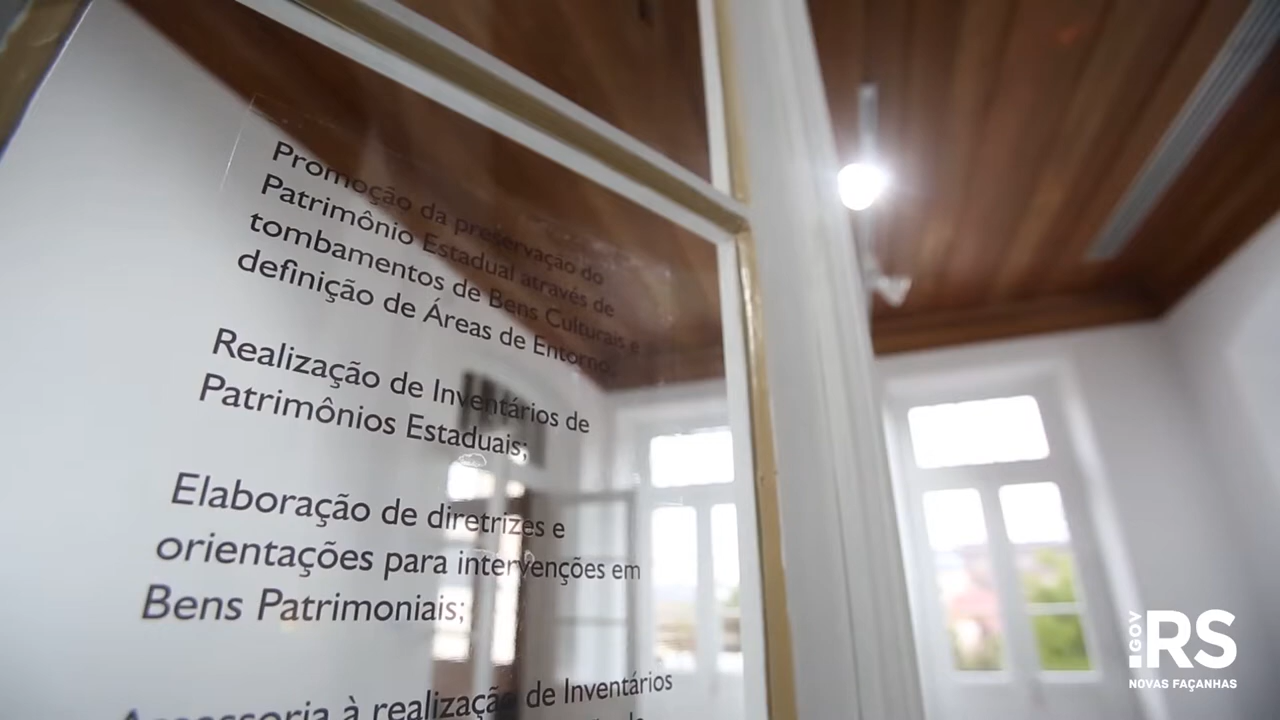 Promoção da preservação do
Patrimônio Estadual através de
tombamentos de Bens Culturais e
definição de Áreas de Entorno;
Realização de Inventários de
Patrimônios Estaduais;
Elaboração de diretrizes e
orientações para intervenções em
Bens Patrimoniais;
Assessoria à realização de Inventários
GOV
RS
NOVAS FAÇANHAS